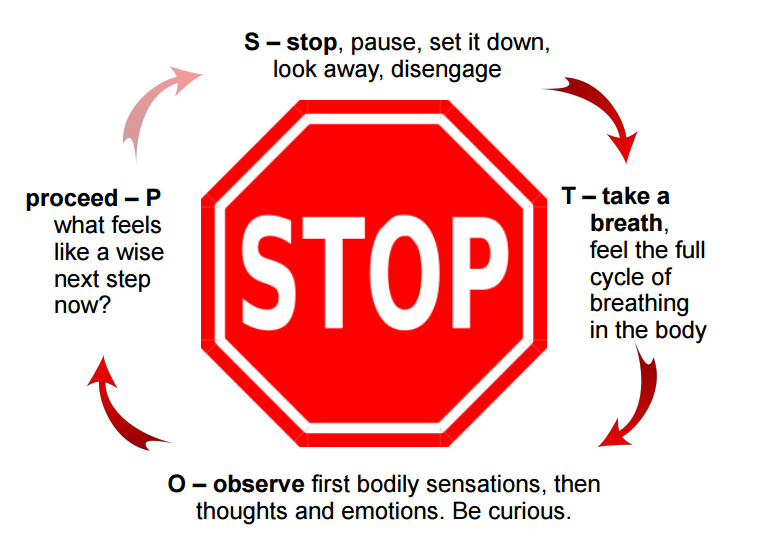 S – stop, pause, set it down,
look away, disengage
T – take a
breath,
feel the full
cycle of
breathing
in the body
O – observe first bodily sensations, then
thoughts and emotions. Be curious.
proceed – P
what feels
like a wise
next step
now?
STOP